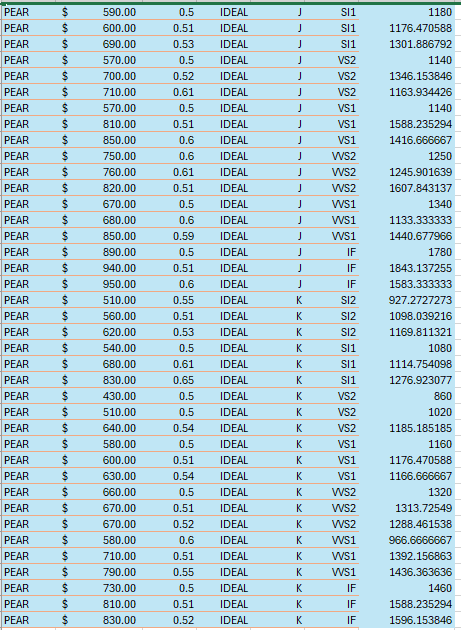 PEAR $ 590.00 0.5 IDEAL J SI1 1180
PEAR $ 600.00 0.51 IDEAL J SI1 1176.470588
PEAR $ 690.00 0.53 IDEAL J SI1 1301.886792
PEAR $ 570.00 0.5 IDEAL J VS2 1140
PEAR $ 700.00 0.52 IDEAL J VS2 1346.153846
PEAR $ 710.00 0.61 IDEAL J VS2 1163.934426
PEAR $ 570.00 0.5 IDEAL J VS1 1140
PEAR $ 810.00 0.51 IDEAL J VS1 1588.235294
PEAR $ 850.00 0.6 IDEAL J VS1 1416.666667
PEAR $ 750.00 0.6 IDEAL J VVS2 1250
PEAR $ 760.00 0.61 IDEAL J VVS2 1245.901639
PEAR $ 820.00 0.51 IDEAL J VVS2 1607.843137
PEAR $ 670.00 0.5 IDEAL J VVS1 1340
PEAR $ 680.00 0.6 IDEAL J VVS1 1133.333333
PEAR $ 850.00 0.59 IDEAL J VVS1 1440.677966
PEAR $ 890.00 0.5 IDEAL J IF 1780
PEAR $ 940.00 0.51 IDEAL J IF 1843.137255
PEAR $ 950.00 0.6 IDEAL J IF 1583.333333
PEAR $ 510.00 0.55 IDEAL K SI2 927.2727273
PEAR $ 560.00 0.51 IDEAL K SI2 1098.039216
PEAR $ 620.00 0.53 IDEAL K SI2 1169.811321
PEAR $ 540.00 0.5 IDEAL K SI1 1080
PEAR $ 680.00 0.61 IDEAL K SI1 1114.754098
PEAR $ 830.00 0.65 IDEAL K SI1 1276.923077
PEAR $ 430.00 0.5 IDEAL K VS2 860
PEAR $ 510.00 0.5 IDEAL K VS2 1020
PEAR $ 640.00 0.54 IDEAL K VS2 1185.185185
PEAR $ 580.00 0.5 IDEAL K VS1 1160
PEAR $ 600.00 0.51 IDEAL K VS1 1176.470588
PEAR $ 630.00 0.54 IDEAL K VS1 1166.666667
PEAR $ 660.00 0.5 IDEAL K VVS2 1320
PEAR $ 670.00 0.51 IDEAL K VVS2 1313.72549
PEAR $ 670.00 0.52 IDEAL K VVS2 1288.461538
PEAR $ 580.00 0.6 IDEAL K VVS1 966.6666667
PEAR $ 710.00 0.51 IDEAL K VVS1 1392.156863
PEAR $ 790.00 0.55 IDEAL K VVS1 1436.363636
PEAR $ 730.00 0.5 IDEAL K IF 1460
PEAR $ 810.00 0.51 IDEAL K IF 1588.235294
PEAR $ 830.00 0.52 IDEAL K IF 1596.153846